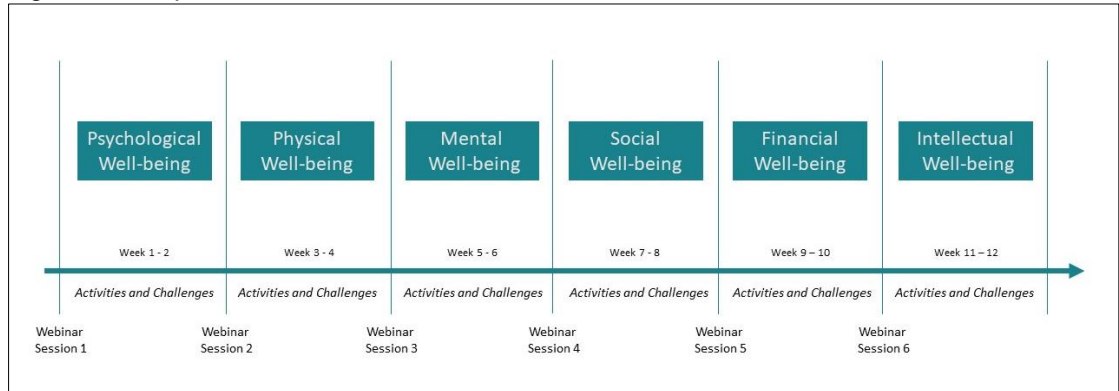 Psychological
Well-being
Physical
Well-being
Mental
Well-being
Social
Well-being
Financial
Well-being
Intellectual
Well-being
Week 1 - 2
Week 3 - 4
Week 5 - 6
Week 7 - 8
Week 9 – 10
Week 11 – 12
Activities and Challenges
Activities and Challenges
Activities and Challenges
Activities and Challenges
Activities and Challenges
Activities and Challenges
Webinar
Session 1
Webinar
Session 2
Webinar
Session 3
Webinar
Session 4
Webinar
Session 5
Webinar
Session 6